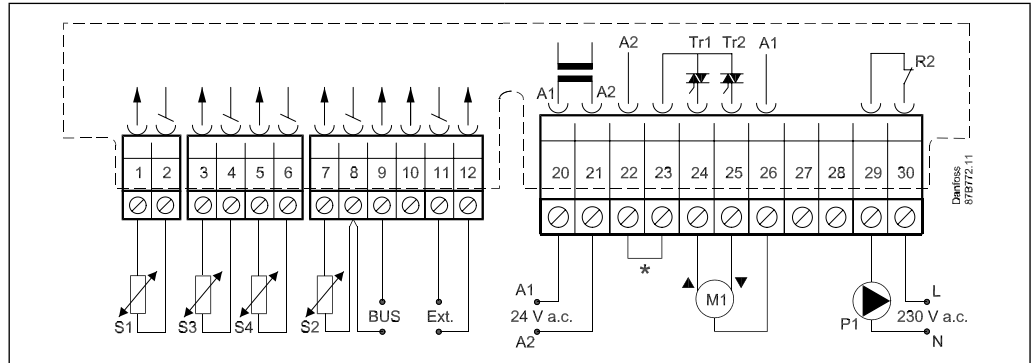 A2 Tr1 Tr2 A1
R2
A1 A2
1 2 3 4 5 6 7 8 9 10 11 12
20 21 22 23 24 25 26 27 28 29 30
Danfoss
87B772.11
*
A1 M1 L
S1 S3 S4 S2 BUS Ext. 24 V a.c. P1 230 V a.c.
A2 N